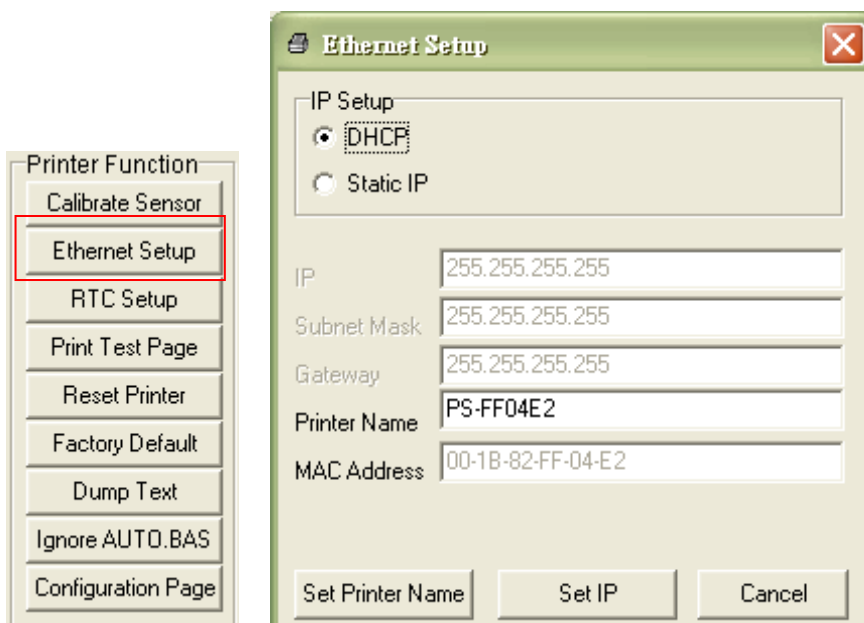 Printer Function
Calibrate Sensor
Ethernet Setup
RTC Setup
Print Test Page
Reset Printer
Factory Default
Dump Text
Ignore AUTO.BAS
Configuration Page
Ethernet Setup
IP Setup
DHCP
Static IP
IP 255.255.255.255
Subnet Mask 255.255.255.255
Gateway 255.255.255.255
Printer Name PS-FF04E2
MAC Address 00-1B-82-FF-04-E2
Set Printer Name Set IP Cancel